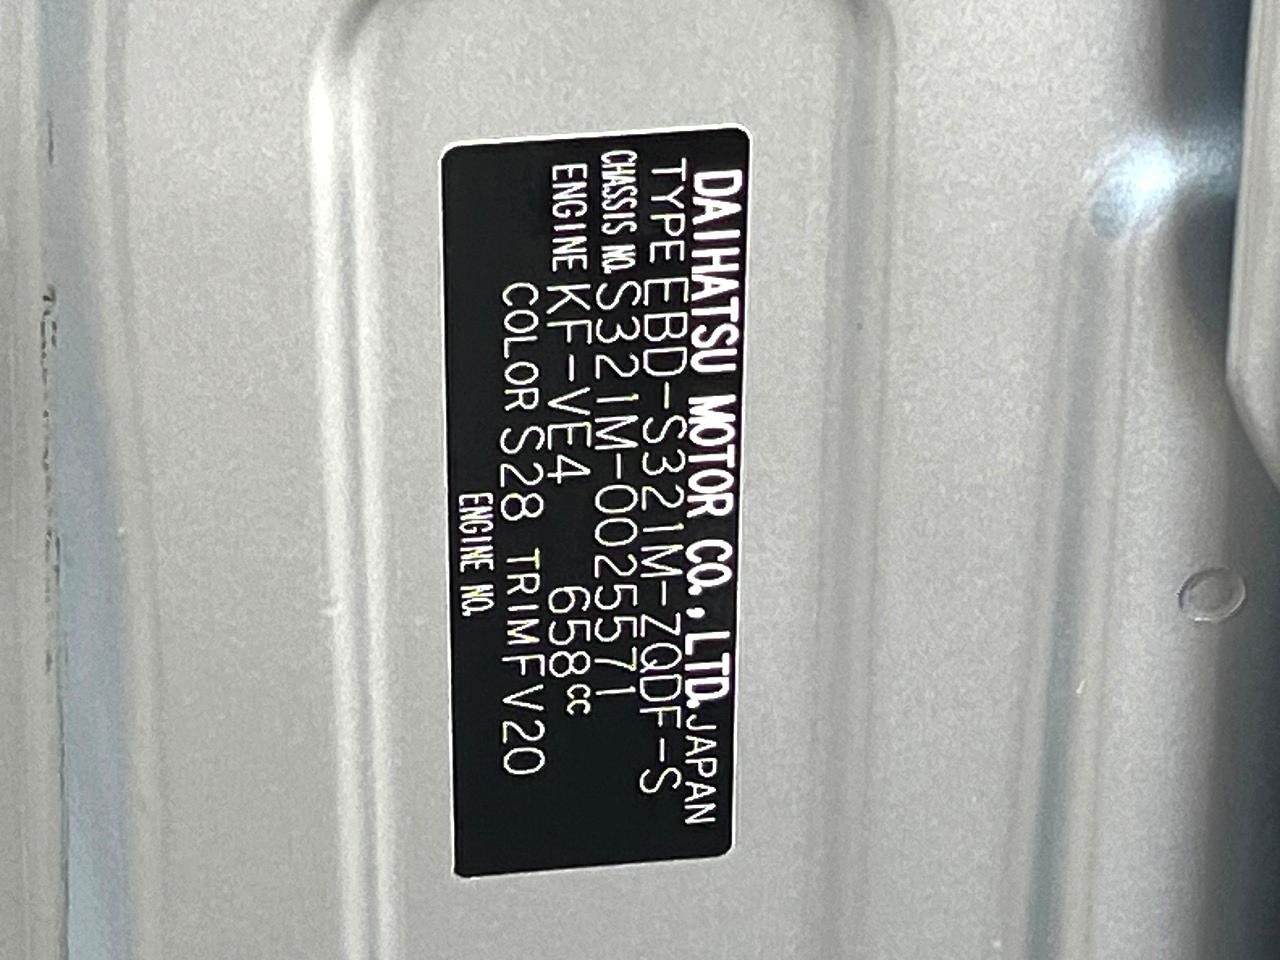 DAIHATSU MOTOR CO.,LTD.JAPAN
TYPE EBD-S321M-ZQDF-S
CHASSIS NO. S321M-0025571
ENGINE KF-VE4 658cc
COLOR S28 TRIM FV20
ENGINE NO.